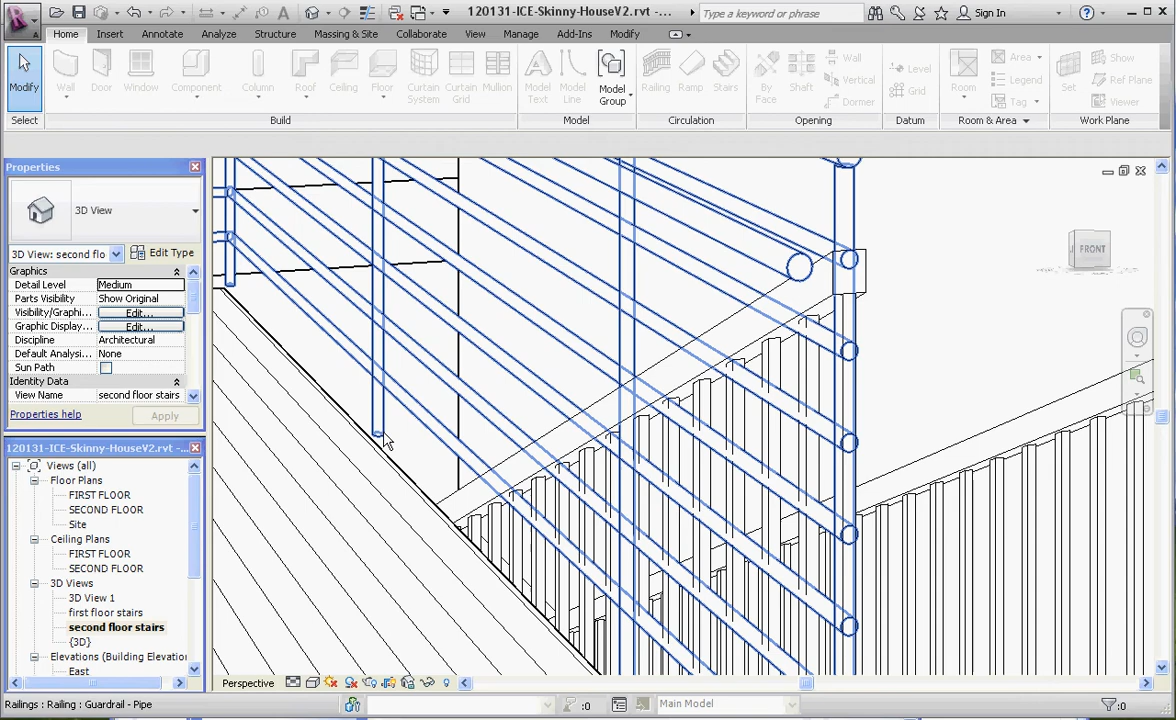 120131-ICE-Skinny-HouseV2.rvt -...
Type a keyword or phrase
Sign In
Home Insert Annotate Analyze Structure Massing & Site Collaborate View Manage Add-Ins Modify
Modify
Wall
Door
Window
Component
Column
Roof
Ceiling
Floor
Curtain System
Curtain Grid
Mullion
Model Text
Model Line
Model Group
Railing
Ramp
Stairs
By Face
Shaft
Wall
Vertical
Dormer
Level
Grid
Room
Area
Legend
Tag
Set
Show
Ref Plane
Viewer
Select
Build
Model
Circulation
Opening
Datum
Room & Area
Work Plane
Properties
3D View
3D View: second flo
Edit Type
Graphics
Detail Level Medium
Parts Visibility Show Original
Visibility/Graphi... Edit...
Graphic Display... Edit...
Discipline Architectural
Default Analysi... None
Sun Path
Identity Data
View Name second floor stairs
Properties help
Apply
120131-ICE-Skinny-HouseV2.rvt -...
Views (all)
Floor Plans
FIRST FLOOR
SECOND FLOOR
Site
Ceiling Plans
FIRST FLOOR
SECOND FLOOR
3D Views
3D View 1
first floor stairs
second floor stairs
{3D}
Elevations (Building Elevation
East
FRONT
Perspective
Railings : Railing : Guardrail - Pipe
:0
Main Model
:0